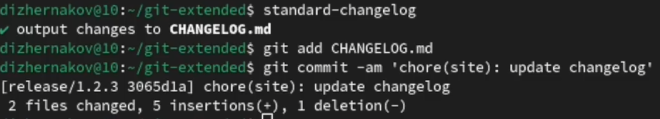 dizhernakov@10:~/git-extended$ standard-changelog
✔ output changes to CHANGELOG.md
dizhernakov@10:~/git-extended$ git add CHANGELOG.md
dizhernakov@10:~/git-extended$ git commit -am 'chore(site): update changelog'
[release/1.2.3 3065d1a] chore(site): update changelog
 2 files changed, 5 insertions(+), 1 deletion(-)